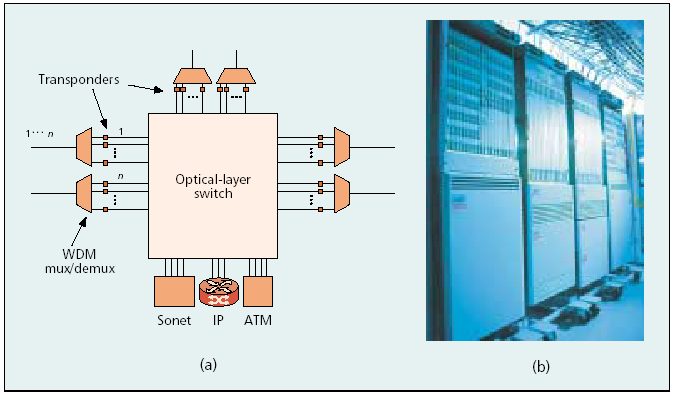 Transponders
1 ··· n
1
n
Optical-layer
switch
WDM
mux/demux
Sonet IP ATM
(a)
(b)